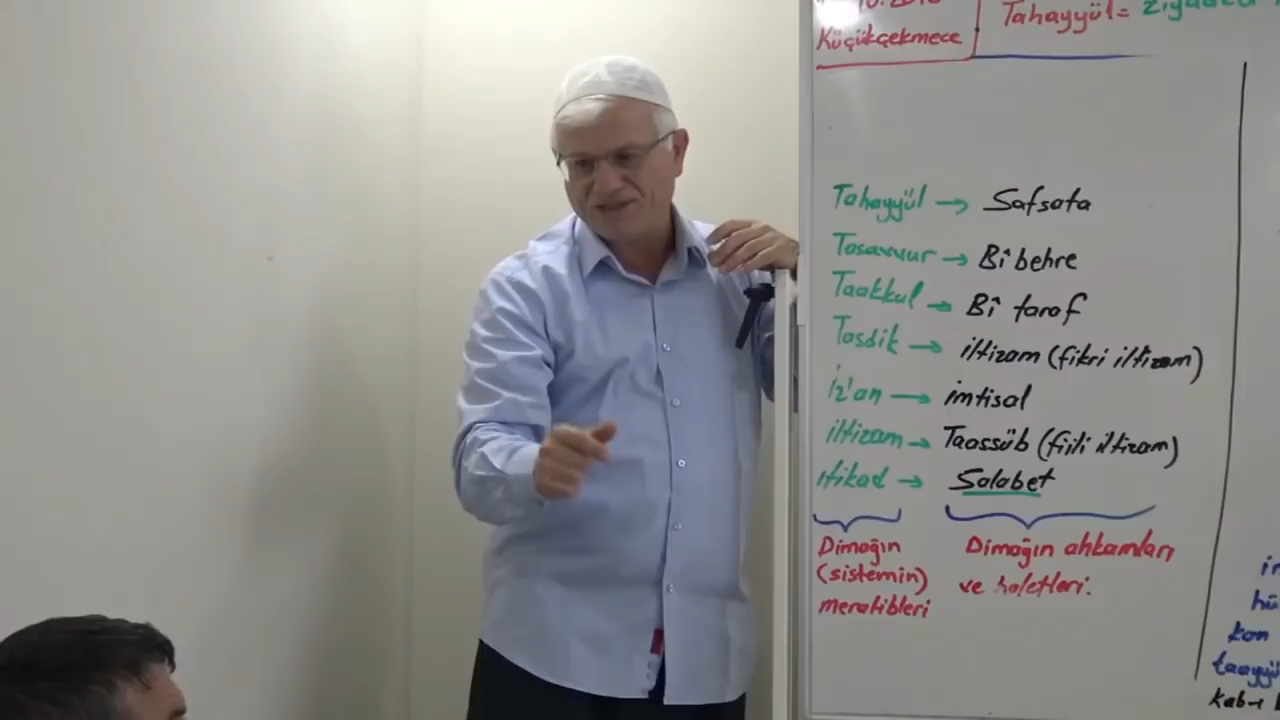 Küçükçekmece
Tahayyül =
Tahayyül → Safsata
Tasavvur → Bî behre
Taakkul → Bî taraf
Tasdik → iltizam (fikri iltizam)
İz'an → imtisal
iltizam → Taassüb (fiili iltizam)
itikad → Salabet
Dimağın
(sistemin)
meratibleri
Dimağın ahkamları
ve haletleri.